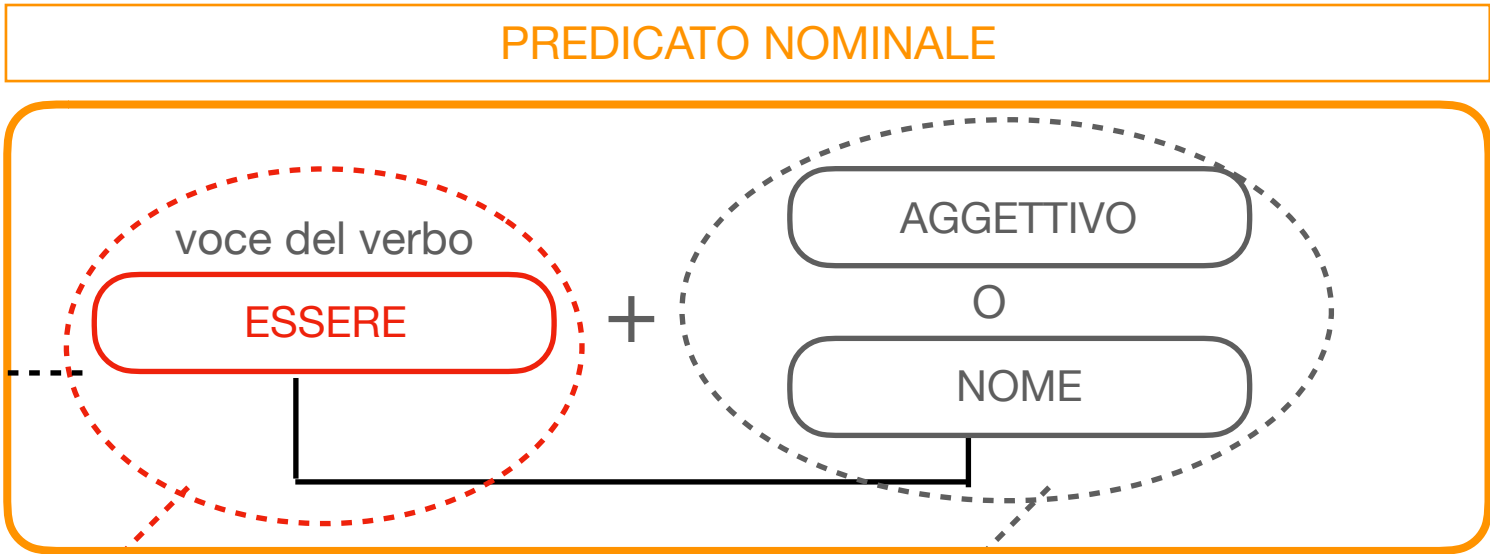 PREDICATO NOMINALE
voce del verbo
ESSERE
+
AGGETTIVO
O
NOME